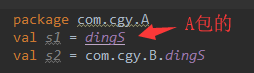 package com.cgy.A
A包的
val s1 = dingS
val s2 = com.cgy.B.dingS